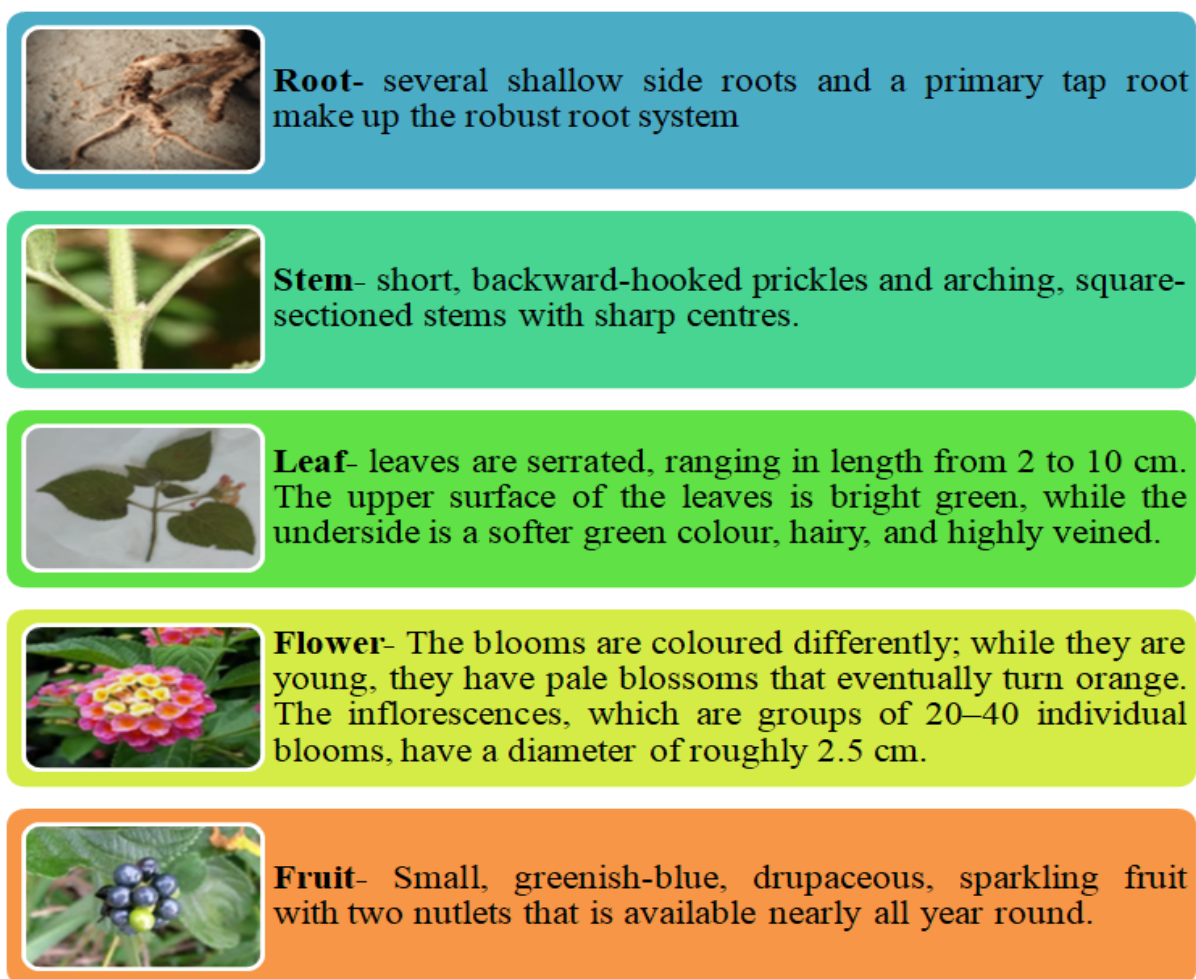 Root- several shallow side roots and a primary tap root
make up the robust root system
Stem- short, backward-hooked prickles and arching, square-
sectioned stems with sharp centres.
Leaf- leaves are serrated, ranging in length from 2 to 10 cm.
The upper surface of the leaves is bright green, while the
underside is a softer green colour, hairy, and highly veined.
Flower- The blooms are coloured differently; while they are
young, they have pale blossoms that eventually turn orange.
The inflorescences, which are groups of 20–40 individual
blooms, have a diameter of roughly 2.5 cm.
Fruit- Small, greenish-blue, drupaceous, sparkling fruit
with two nutlets that is available nearly all year round.